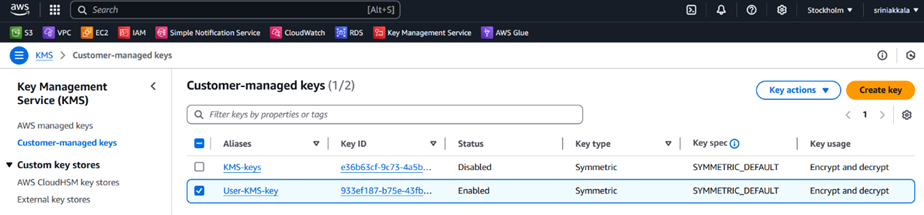 aws Search [Alt+S] Stockholm sriniakkala
S3 VPC EC2 IAM Simple Notification Service CloudWatch RDS Key Management Service AWS Glue
KMS > Customer-managed keys
Key Management Service (KMS)
AWS managed keys
Customer-managed keys
Custom key stores
AWS CloudHSM key stores
External key stores
Customer-managed keys (1/2)
Key actions Create key
Filter keys by properties or tags
1
Aliases Key ID Status Key type Key spec Key usage
KMS-keys e36b63cf-9c73-4a5b... Disabled Symmetric SYMMETRIC_DEFAULT Encrypt and decrypt
User-KMS-key 933ef187-b75e-43fb... Enabled Symmetric SYMMETRIC_DEFAULT Encrypt and decrypt